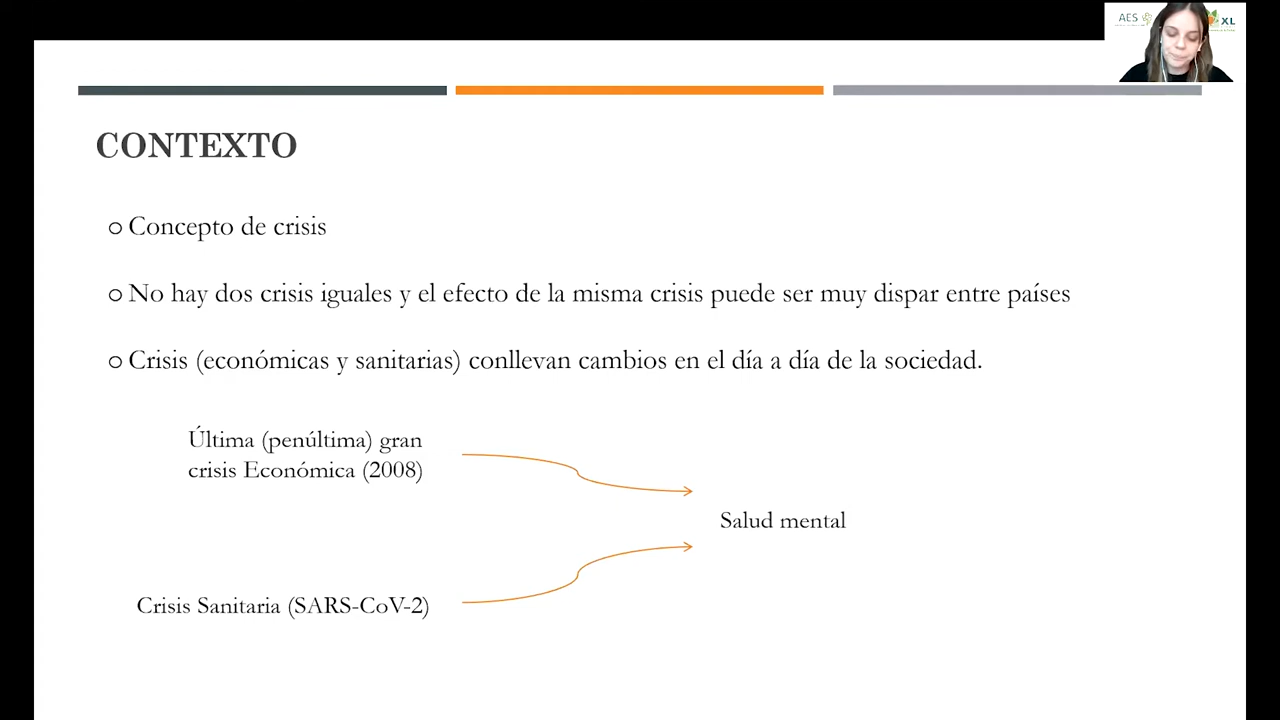 AES
XL
CONTEXTO
o Concepto de crisis
o No hay dos crisis iguales y el efecto de la misma crisis puede ser muy dispar entre países
o Crisis (económicas y sanitarias) conllevan cambios en el día a día de la sociedad.
Última (penúltima) gran
crisis Económica (2008)
Salud mental
Crisis Sanitaria (SARS-CoV-2)